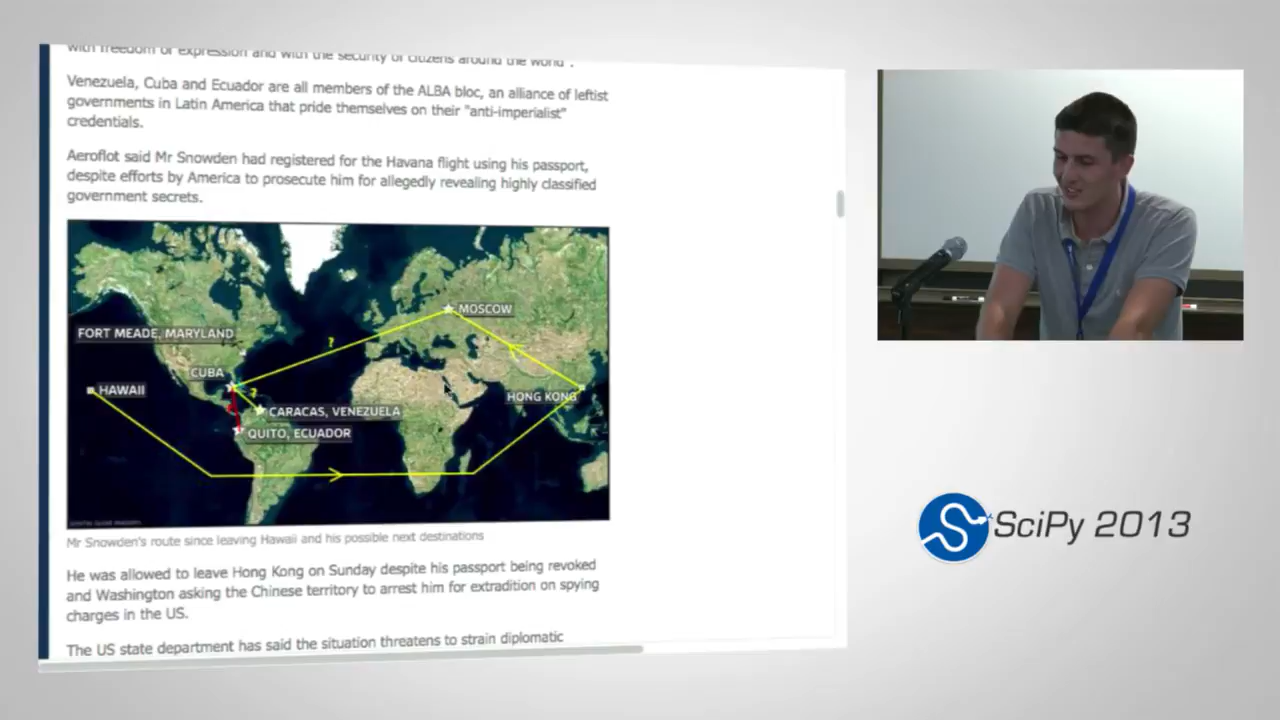 with freedom of expression and with the security of citizens around the world".
Venezuela, Cuba and Ecuador are all members of the ALBA bloc, an alliance of leftist
governments in Latin America that pride themselves on their "anti-imperialist"
credentials.
Aeroflot said Mr Snowden had registered for the Havana flight using his passport,
despite efforts by America to prosecute him for allegedly revealing highly classified
government secrets.
MOSCOW
?
FORT MEADE, MARYLAND
CUBA
HAWAII
?
HONG KONG
CARACAS, VENEZUELA
QUITO, ECUADOR
Mr Snowden's route since leaving Hawaii and his possible next destinations
He was allowed to leave Hong Kong on Sunday despite his passport being revoked
and Washington asking the Chinese territory to arrest him for extradition on spying
charges in the US.
The US state department has said the situation threatens to strain diplomatic
SciPy 2013